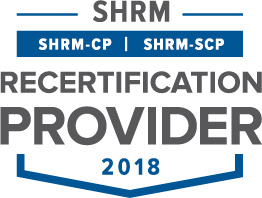 SHRM
SHRM-CP | SHRM-SCP
RECERTIFICATION
PROVIDER
2018